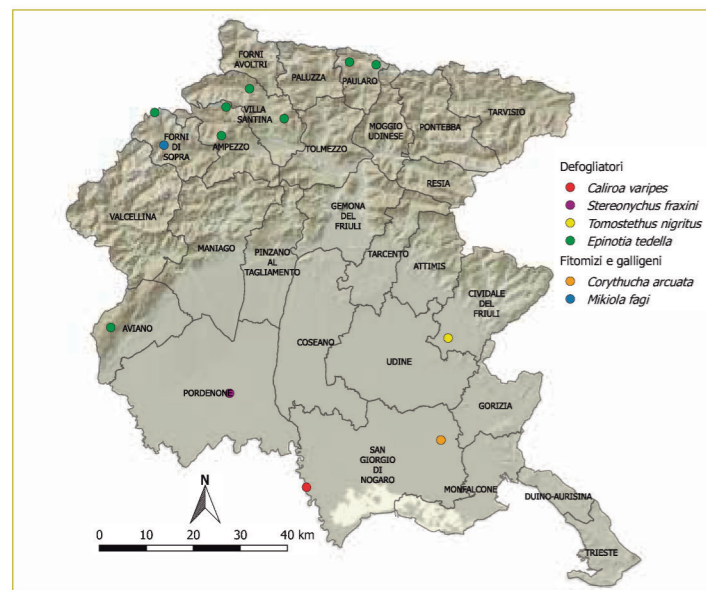 FORNI
AVOLTRI
PALUZZA
PAULARO
TARVISIO
VILLA
SANTINA
MOGGIO
UDINESE
PONTEBBA
FORNI
DI
SOPRA
AMPEZZO
TOLMEZZO
RESIA
VALCELLINA
GEMONA
DEL
FRIULI
MANIAGO
PINZANO
AL
TAGLIAMENTO
TARCENTO
ATTIMIS
CIVIDALE
DEL
FRIULI
AVIANO
COSEANO
UDINE
PORDENONE
GORIZIA
SAN
GIORGIO
DI
NOGARO
MONFALCONE
DUINO-AURISINA
TRIESTE
Defogliatori
Caliroa varipes
Stereonychus fraxini
Tomostethus nigritus
Epinotia tedella
Fitomizi e galligeni
Corythucha arcuata
Mikiola fagi
N
0 10 20 30 40 km